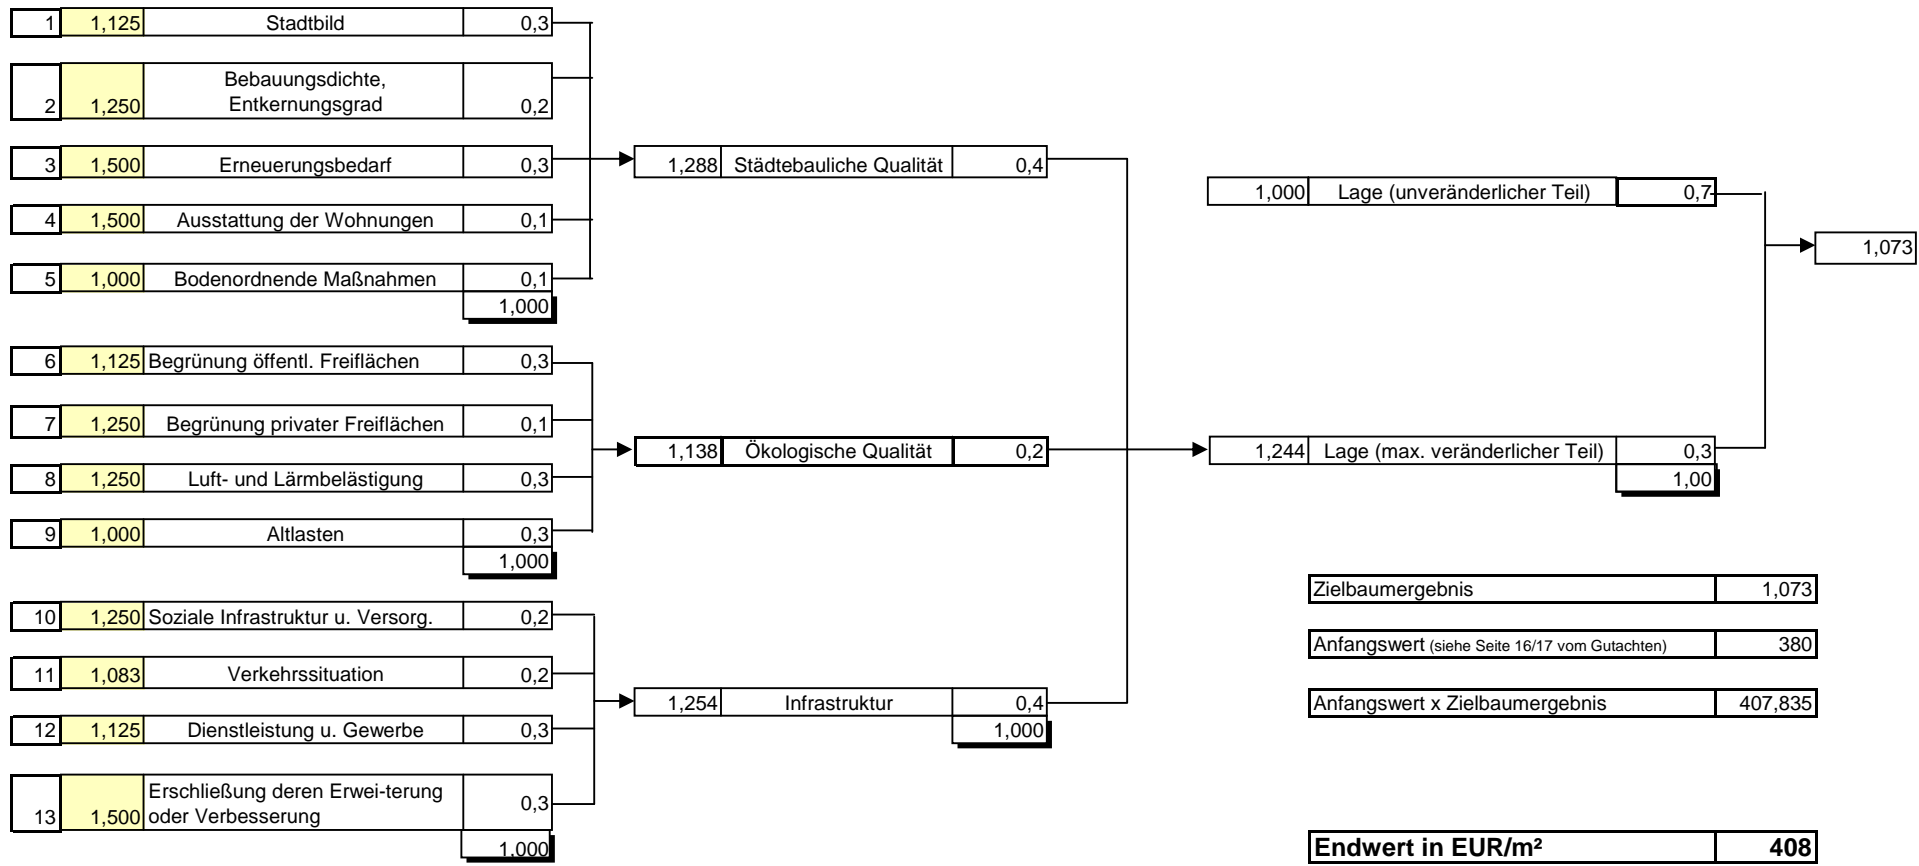 1 1,125 Stadtbild 0,3
2 1,250 Bebauungsdichte,
Entkernungsgrad 0,2
3 1,500 Erneuerungsbedarf 0,3
4 1,500 Ausstattung der Wohnungen 0,1
5 1,000 Bodenordnende Maßnahmen 0,1
1,000
6 1,125 Begrünung öffentl. Freiflächen 0,3
7 1,250 Begrünung privater Freiflächen 0,1
8 1,250 Luft- und Lärmbelästigung 0,3
9 1,000 Altlasten 0,3
1,000
10 1,250 Soziale Infrastruktur u. Versorg. 0,2
11 1,083 Verkehrssituation 0,2
12 1,125 Dienstleistung u. Gewerbe 0,3
13 1,500 Erschließung deren Erwei-terung
oder Verbesserung 0,3
1,000
1,288 Städtebauliche Qualität 0,4
1,138 Ökologische Qualität 0,2
1,254 Infrastruktur 0,4
1,000
1,000 Lage (unveränderlicher Teil) 0,7
1,244 Lage (max. veränderlicher Teil) 0,3
1,00
1,073
Zielbaumergebnis 1,073
Anfangswert (siehe Seite 16/17 vom Gutachten) 380
Anfangswert x Zielbaumergebnis 407,835
Endwert in EUR/m² 408